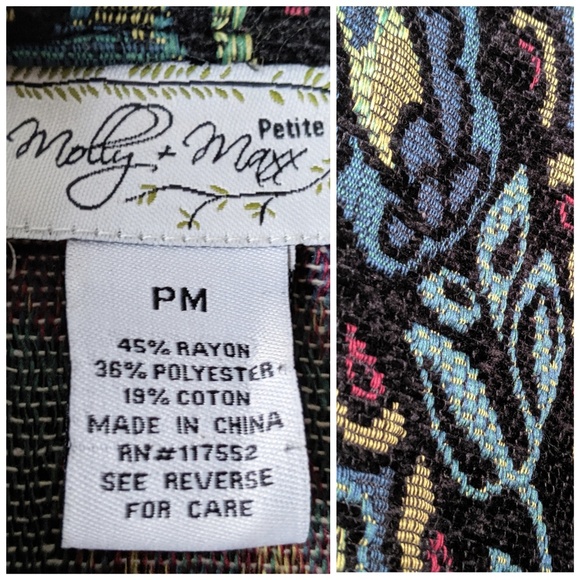 Petite
Molly + Maxx
PM
45% RAYON
36% POLYESTER
19% COTON
MADE IN CHINA
RN#117552
SEE REVERSE
FOR CARE